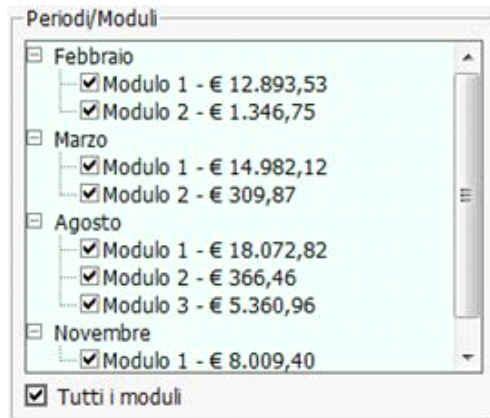 Periodi/Moduli
Febbraio
Modulo 1 - € 12.893,53
Modulo 2 - € 1.346,75
Marzo
Modulo 1 - € 14.982,12
Modulo 2 - € 309,87
Agosto
Modulo 1 - € 18.072,82
Modulo 2 - € 366,46
Modulo 3 - € 5.360,96
Novembre
Modulo 1 - € 8.009,40
Tutti i moduli